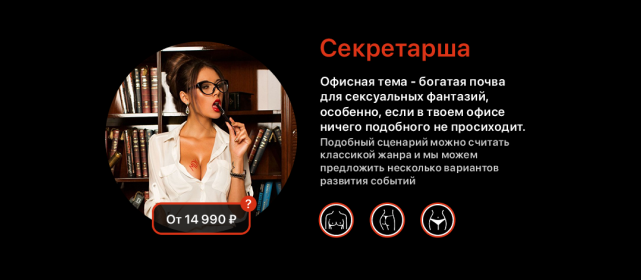 Секретарша
Офисная тема - богатая почва
для сексуальных фантазий,
особенно, если в твоем офисе
ничего подобного не просиходит.
Подобный сценарий можно считать
классикой жанра и мы можем
предложить несколько вариантов
развития событий
?
От 14 990 ₽